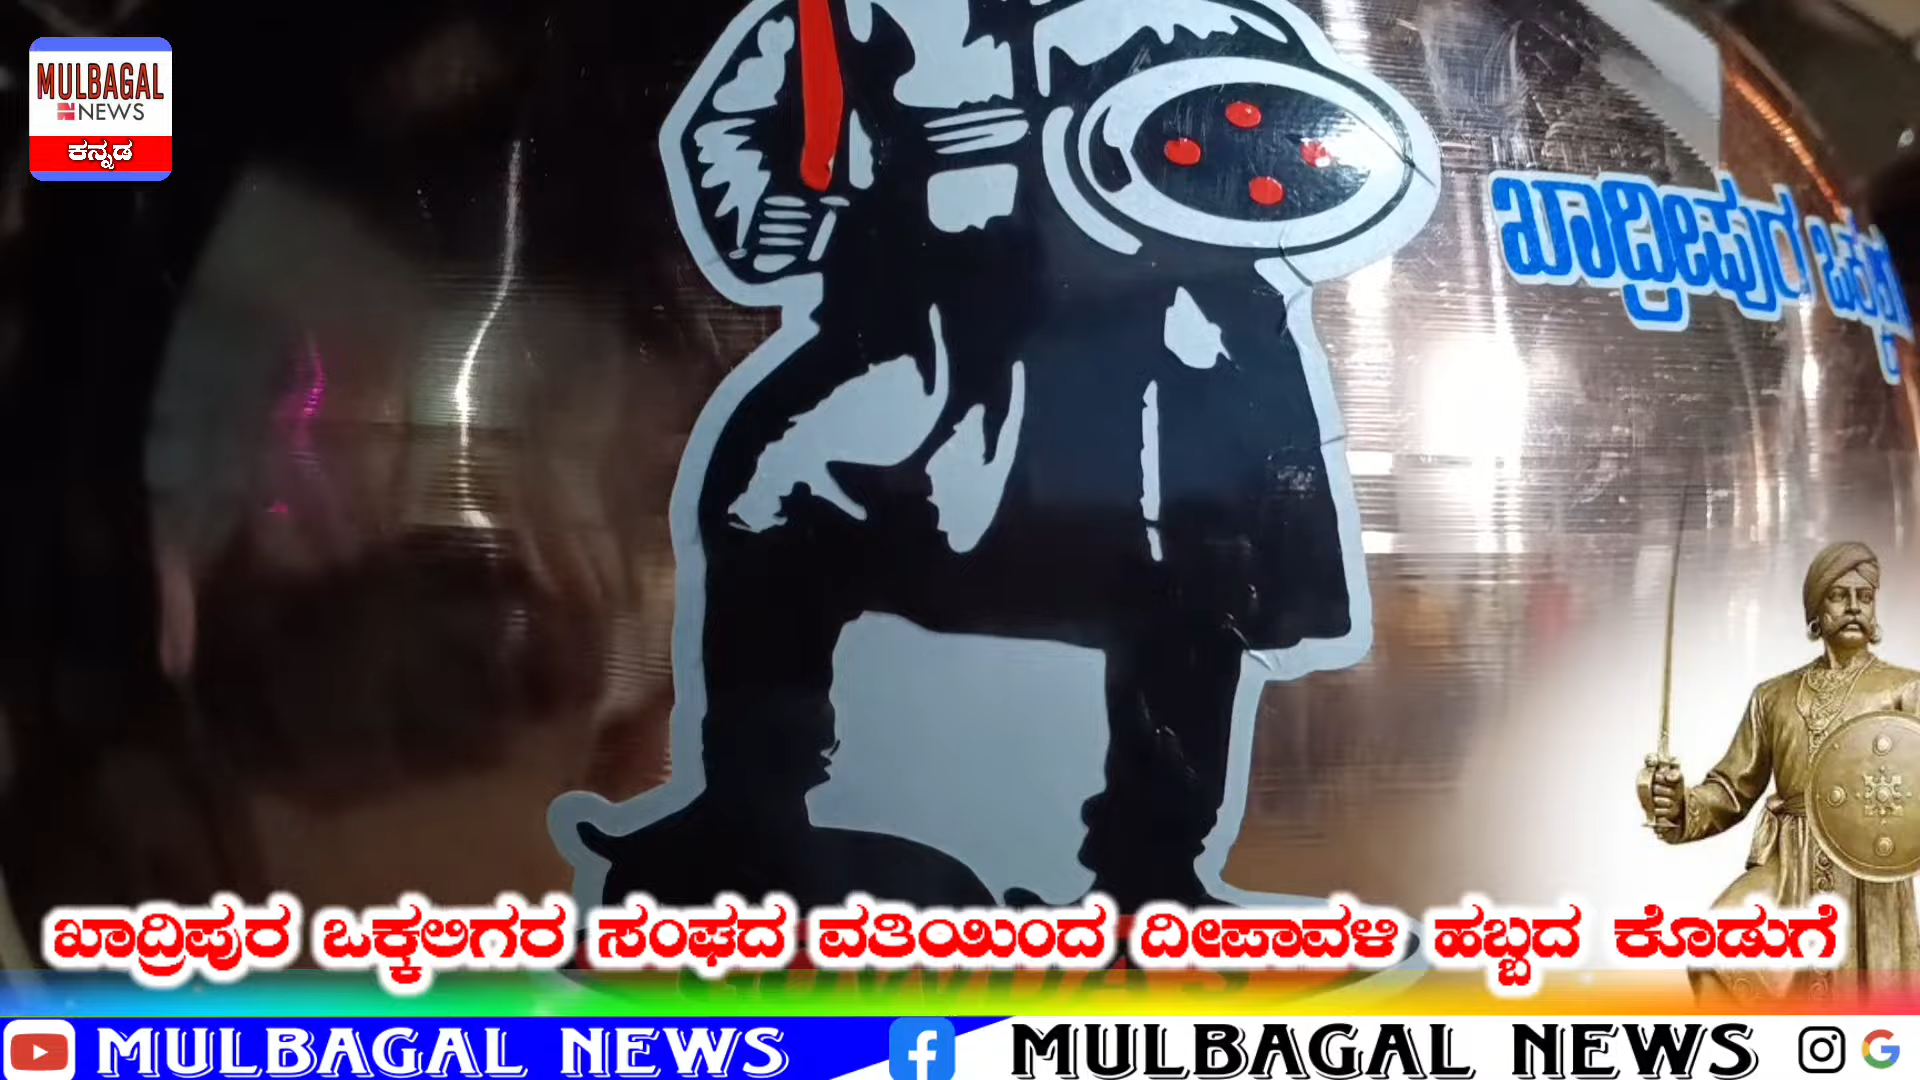 MULBAGAL
NEWS
ಕನ್ನಡ
ಖಾದ್ರೀಪುರ
ಖಾದ್ರಿಪುರ ಒಕ್ಕಲಿಗರ ಸಂಘದ ವತಿಯಿಂದ ದೀಪಾವಳಿ ಹಬ್ಬದ ಕೊಡುಗೆ
MULBAGAL NEWS MULBAGAL NEWS